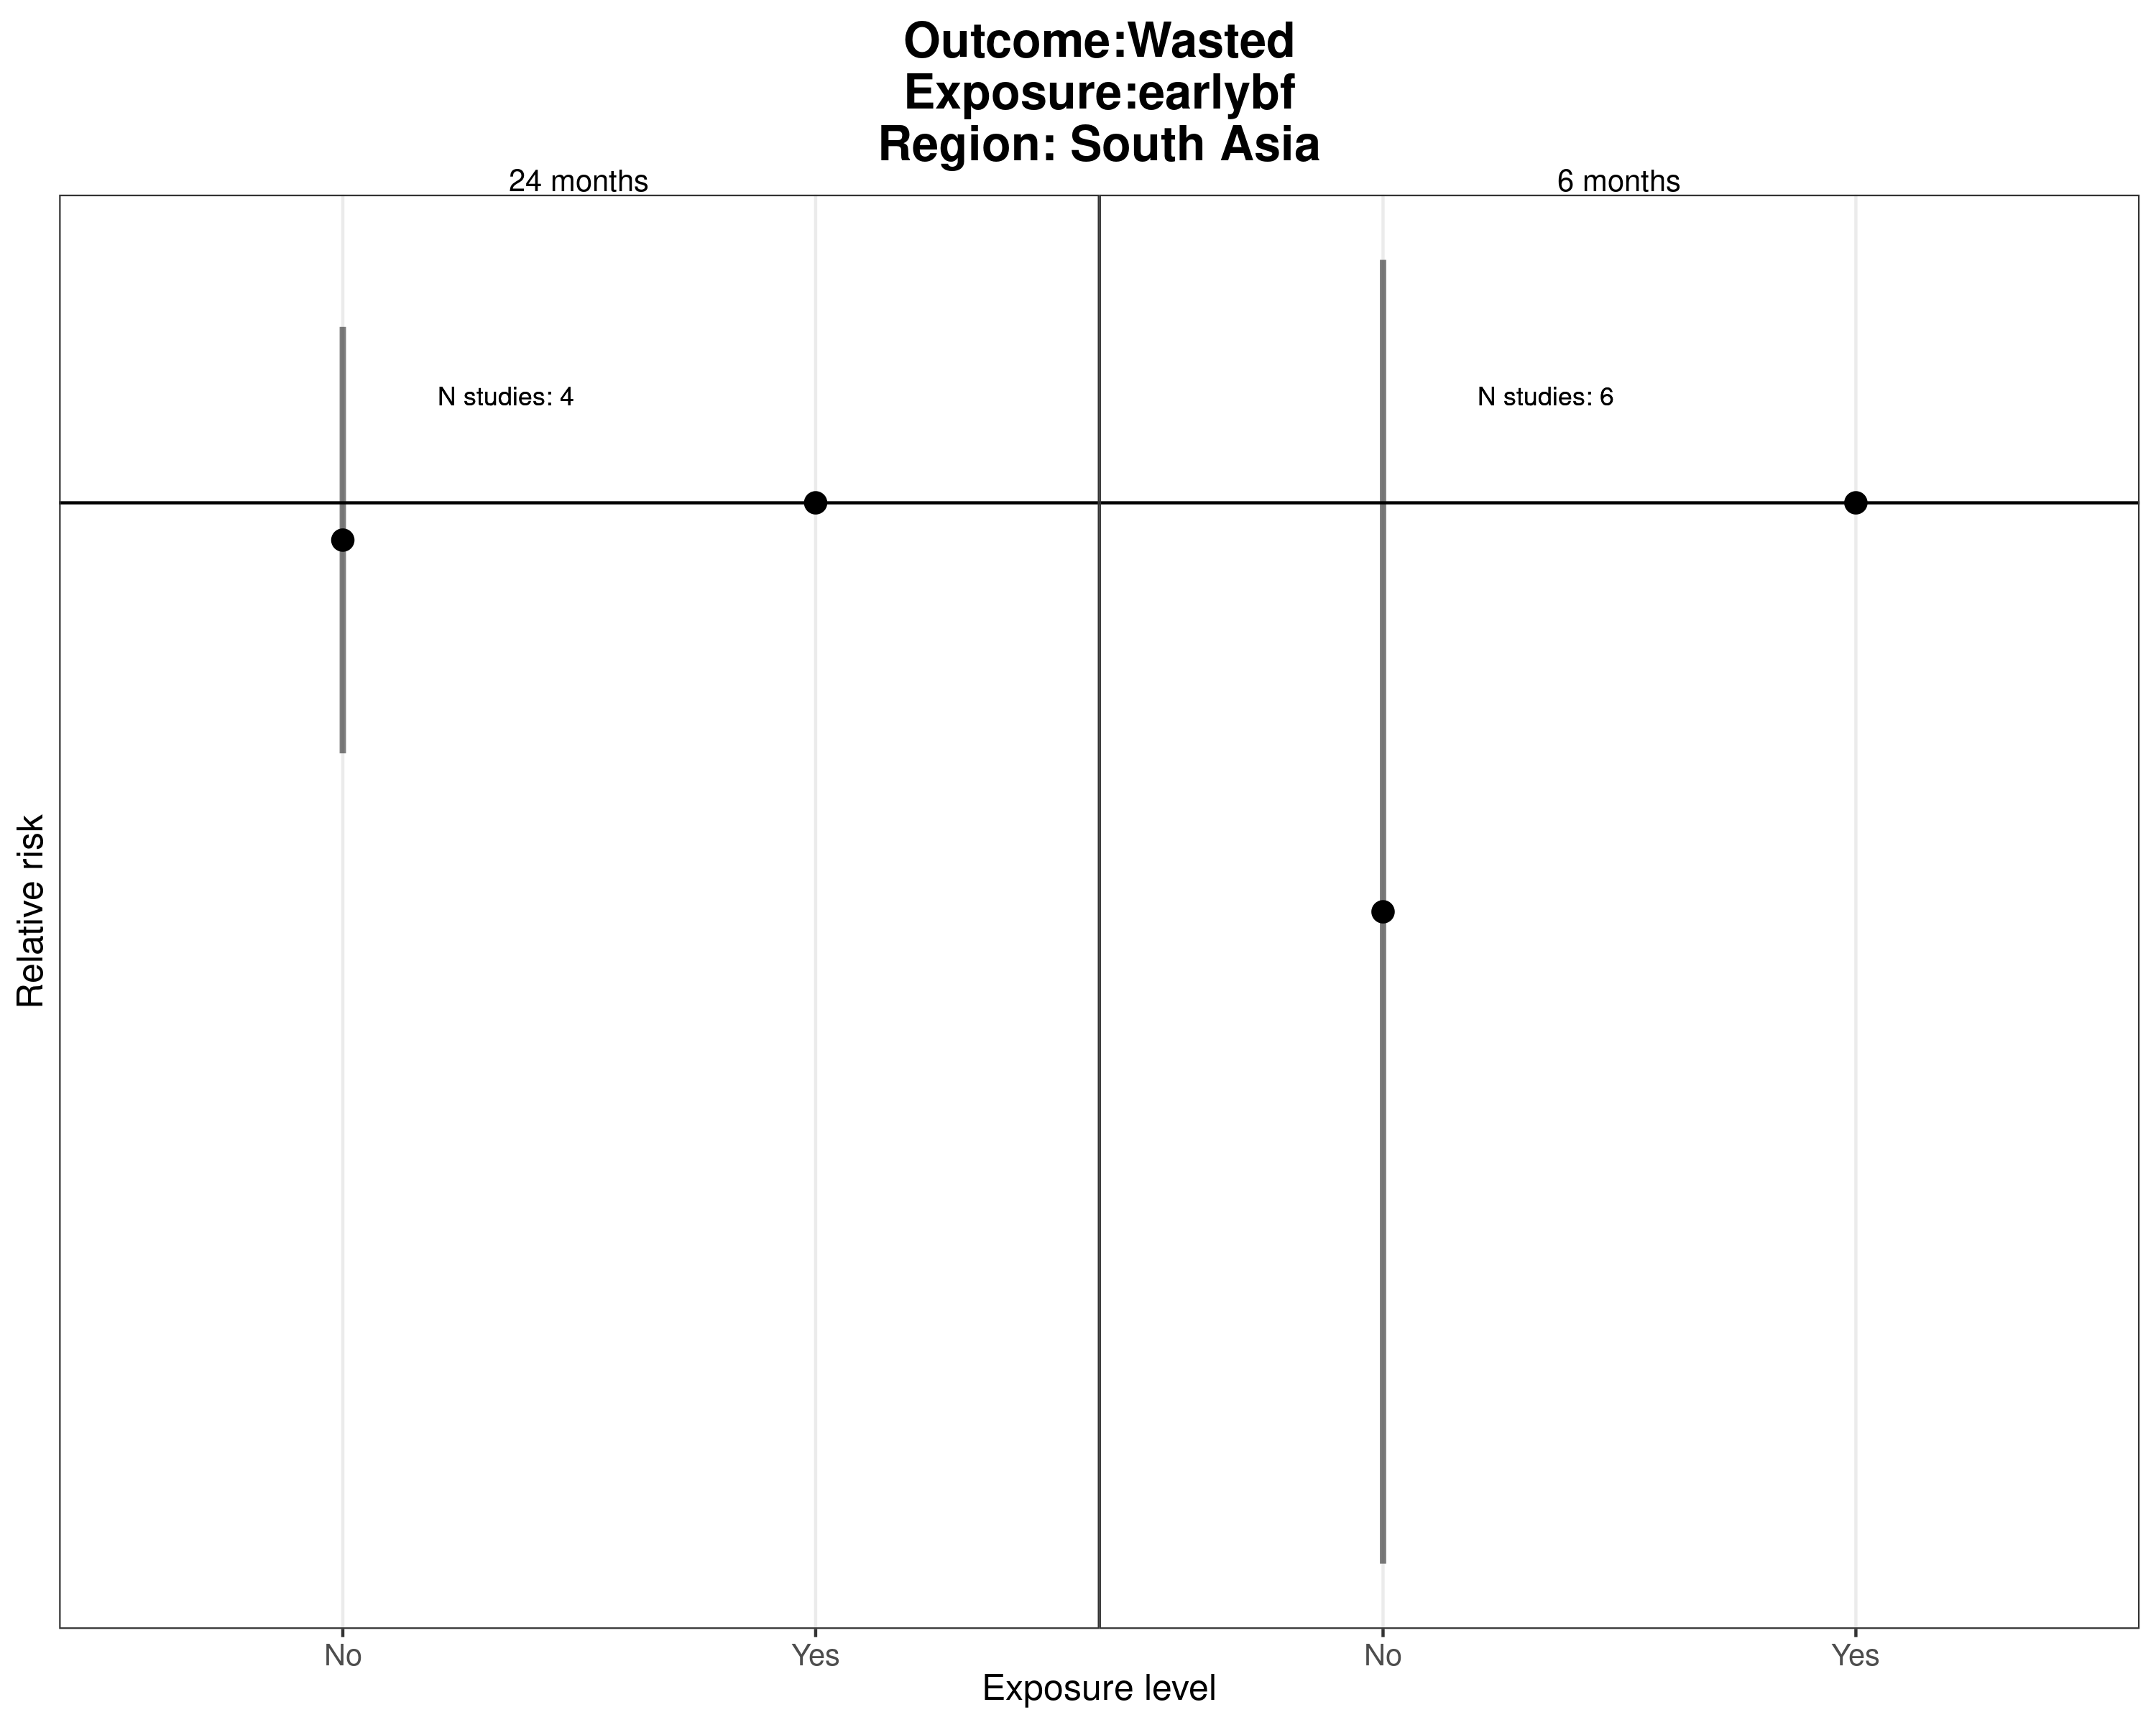 Outcome:Wasted
Exposure:earlybf
Region: South Asia
24 months
6 months
N studies: 4
N studies: 6
Relative risk
No
Yes
No
Yes
Exposure level